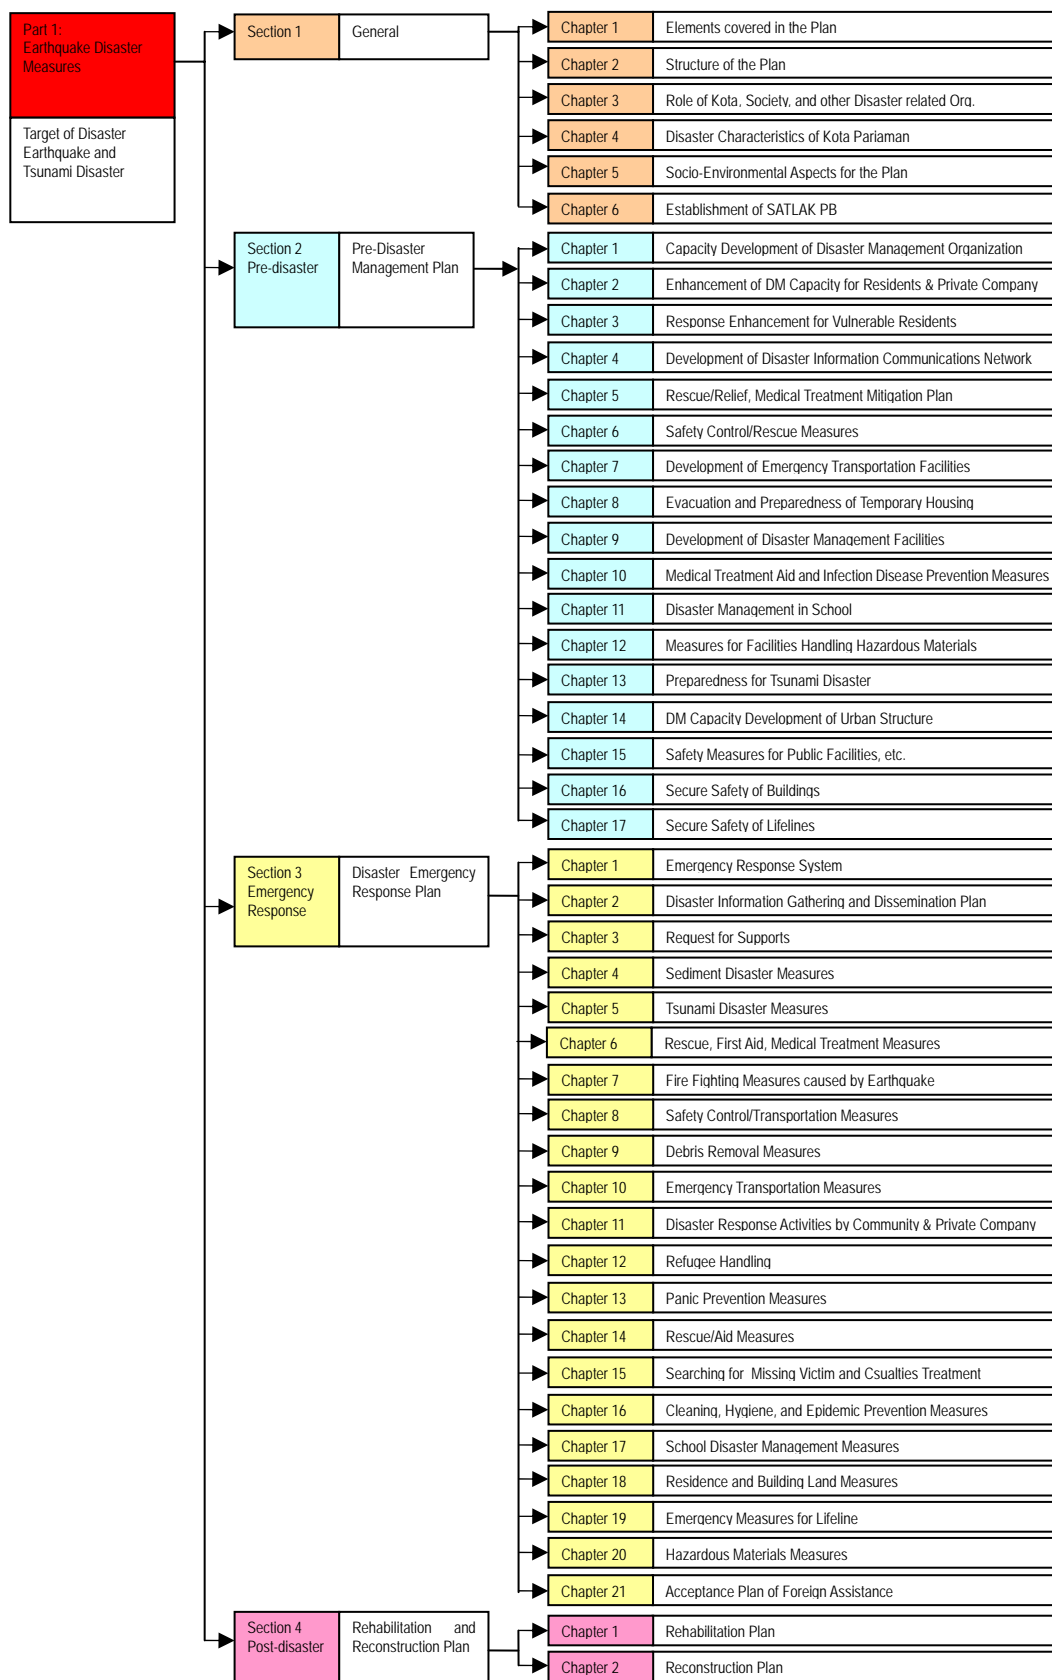 Part 1:
Earthquake Disaster
Measures
Target of Disaster
Earthquake and
Tsunami Disaster
Section 1
General
Chapter 1 Elements covered in the Plan
Chapter 2 Structure of the Plan
Chapter 3 Role of Kota, Society, and other Disaster related Org.
Chapter 4 Disaster Characteristics of Kota Pariaman
Chapter 5 Socio-Environmental Aspects for the Plan
Chapter 6 Establishment of SATLAK PB
Section 2
Pre-disaster
Pre-Disaster
Management Plan
Chapter 1 Capacity Development of Disaster Management Organization
Chapter 2 Enhancement of DM Capacity for Residents & Private Company
Chapter 3 Response Enhancement for Vulnerable Residents
Chapter 4 Development of Disaster Information Communications Network
Chapter 5 Rescue/Relief, Medical Treatment Mitigation Plan
Chapter 6 Safety Control/Rescue Measures
Chapter 7 Development of Emergency Transportation Facilities
Chapter 8 Evacuation and Preparedness of Temporary Housing
Chapter 9 Development of Disaster Management Facilities
Chapter 10 Medical Treatment Aid and Infection Disease Prevention Measures
Chapter 11 Disaster Management in School
Chapter 12 Measures for Facilities Handling Hazardous Materials
Chapter 13 Preparedness for Tsunami Disaster
Chapter 14 DM Capacity Development of Urban Structure
Chapter 15 Safety Measures for Public Facilities, etc.
Chapter 16 Secure Safety of Buildings
Chapter 17 Secure Safety of Lifelines
Section 3
Emergency
Response
Disaster Emergency
Response Plan
Chapter 1 Emergency Response System
Chapter 2 Disaster Information Gathering and Dissemination Plan
Chapter 3 Request for Supports
Chapter 4 Sediment Disaster Measures
Chapter 5 Tsunami Disaster Measures
Chapter 6 Rescue, First Aid, Medical Treatment Measures
Chapter 7 Fire Fighting Measures caused by Earthquake
Chapter 8 Safety Control/Transportation Measures
Chapter 9 Debris Removal Measures
Chapter 10 Emergency Transportation Measures
Chapter 11 Disaster Response Activities by Community & Private Company
Chapter 12 Refugee Handling
Chapter 13 Panic Prevention Measures
Chapter 14 Rescue/Aid Measures
Chapter 15 Searching for Missing Victim and Csualties Treatment
Chapter 16 Cleaning, Hygiene, and Epidemic Prevention Measures
Chapter 17 School Disaster Management Measures
Chapter 18 Residence and Building Land Measures
Chapter 19 Emergency Measures for Lifeline
Chapter 20 Hazardous Materials Measures
Chapter 21 Acceptance Plan of Foreign Assistance
Section 4
Post-disaster
Rehabilitation and
Reconstruction Plan
Chapter 1 Rehabilitation Plan
Chapter 2 Reconstruction Plan